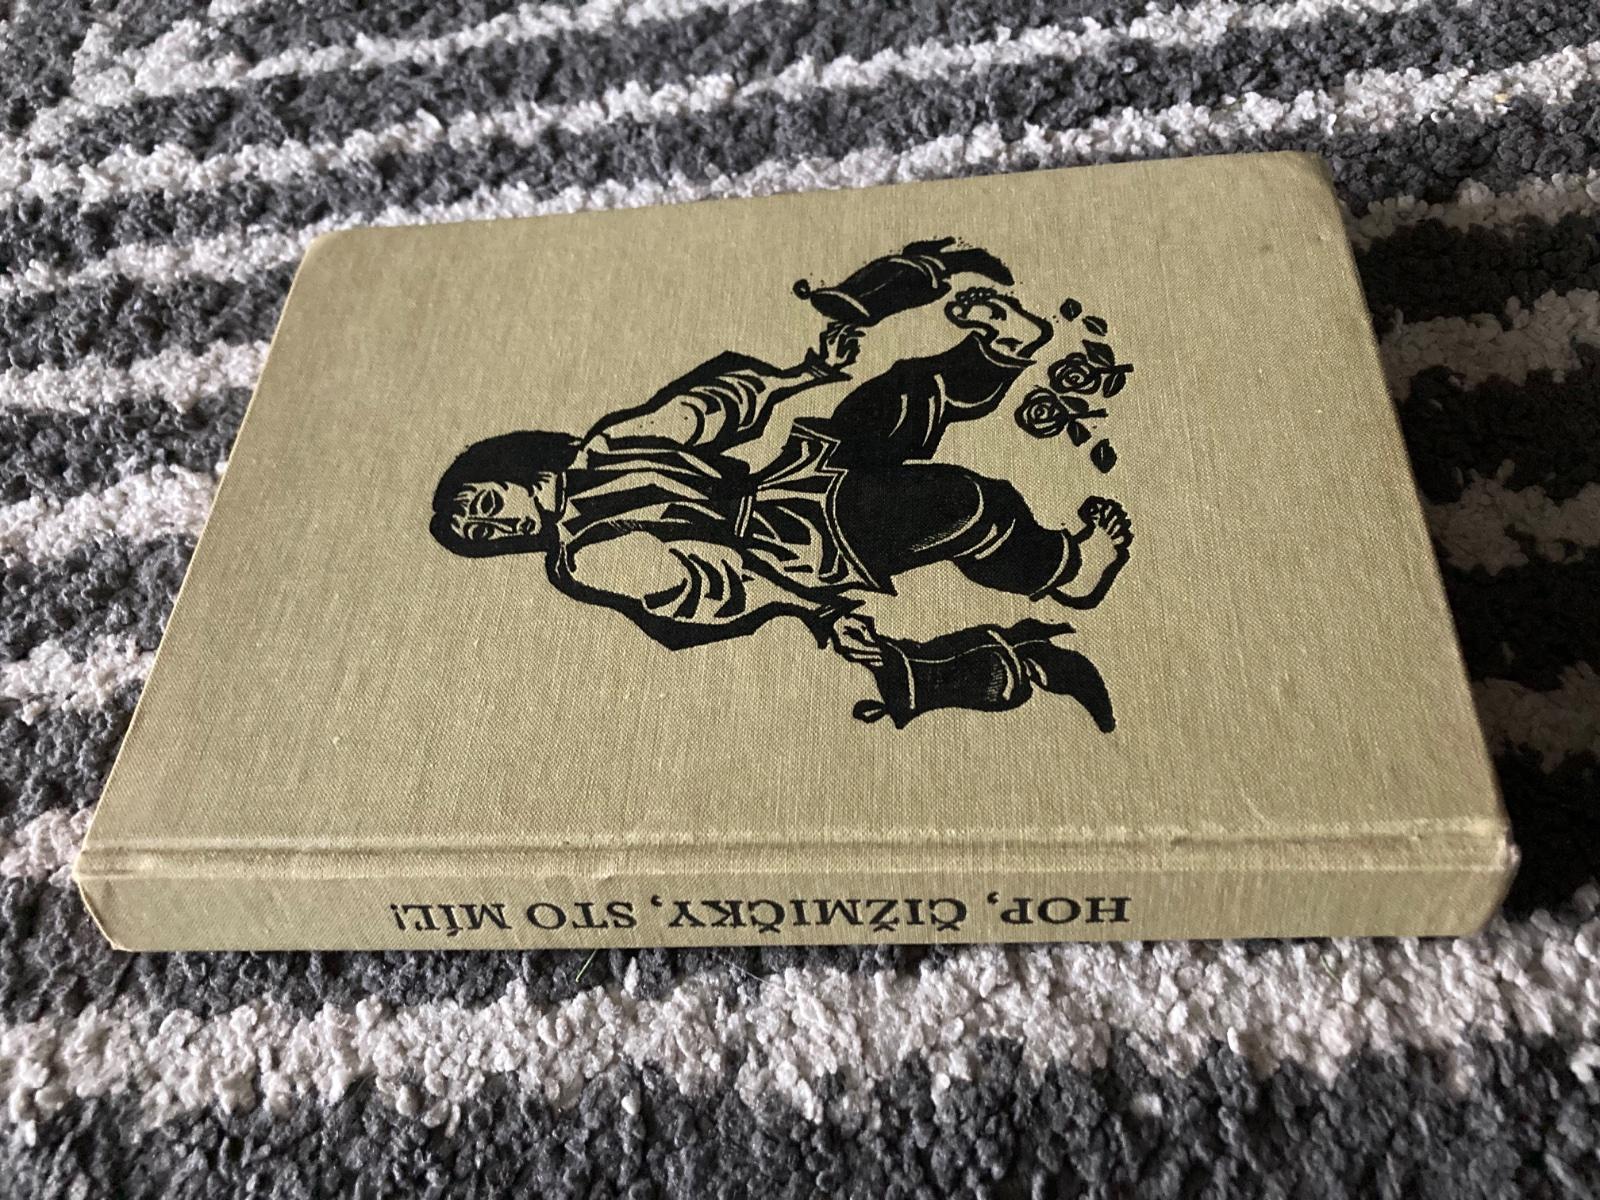 HOP, ČIŽMIČKY, STO MÍĽ!